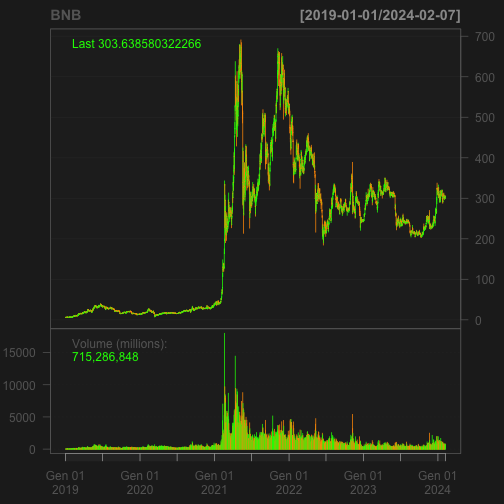 BNB [2019-01-01/2024-02-07]
Last 303.638580322266
700
600
500
400
300
200
100
0
Volume (millions):
715,286,848
15000
10000
5000
0
Gen 01 Gen 01 Gen 01 Gen 01 Gen 01 Gen 01
2019 2020 2021 2022 2023 2024